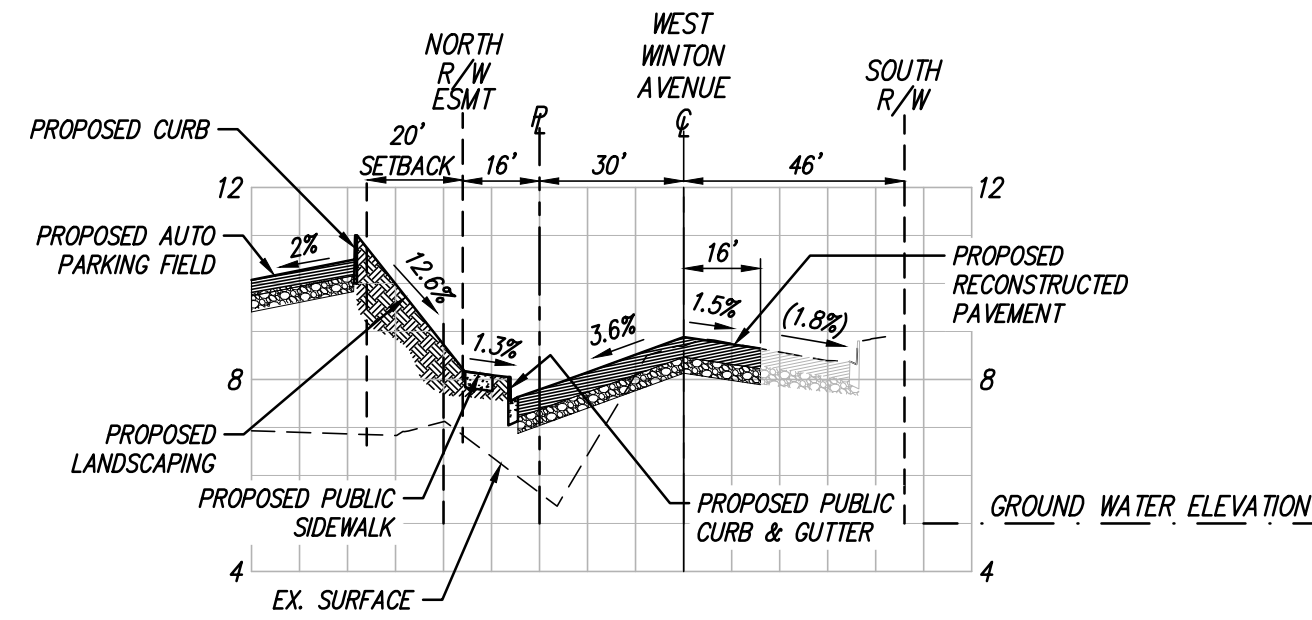 WEST
WINTON
AVENUE
℄
NORTH
R/W
ESMT
PL
SOUTH
R/W
PROPOSED CURB
20'
SETBACK
16'
30'
46'
12
12
PROPOSED AUTO
PARKING FIELD
2%
12.6%
1.3%
3.6%
16'
1.5%
(1.8%)
PROPOSED
RECONSTRUCTED
PAVEMENT
8
8
PROPOSED
LANDSCAPING
PROPOSED PUBLIC
SIDEWALK
PROPOSED PUBLIC
CURB & GUTTER
GROUND WATER ELEVATION
4
4
EX. SURFACE